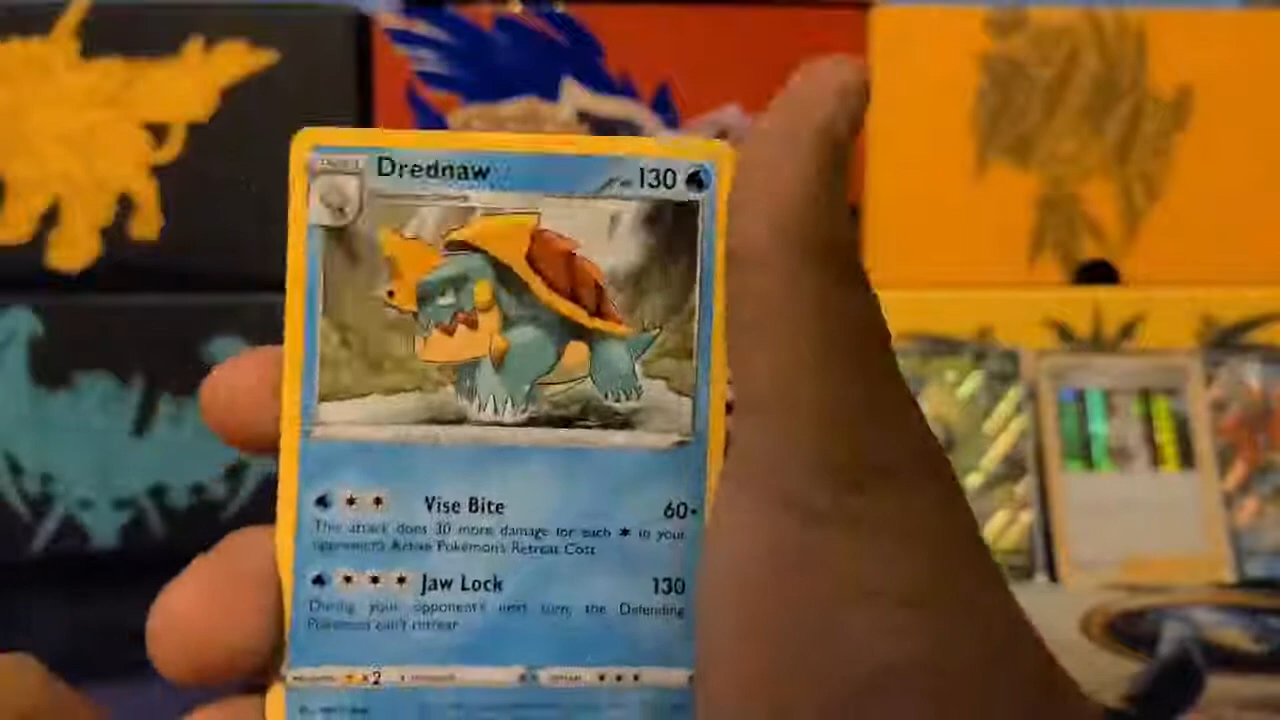 Drednaw 130
Vise Bite 60+
This attack does 30 more damage for each ✶ in your
opponent's Active Pokémon's Retreat Cost.
Jaw Lock 130
During your opponent's next turn, the Defending
Pokémon can't retreat.
×2